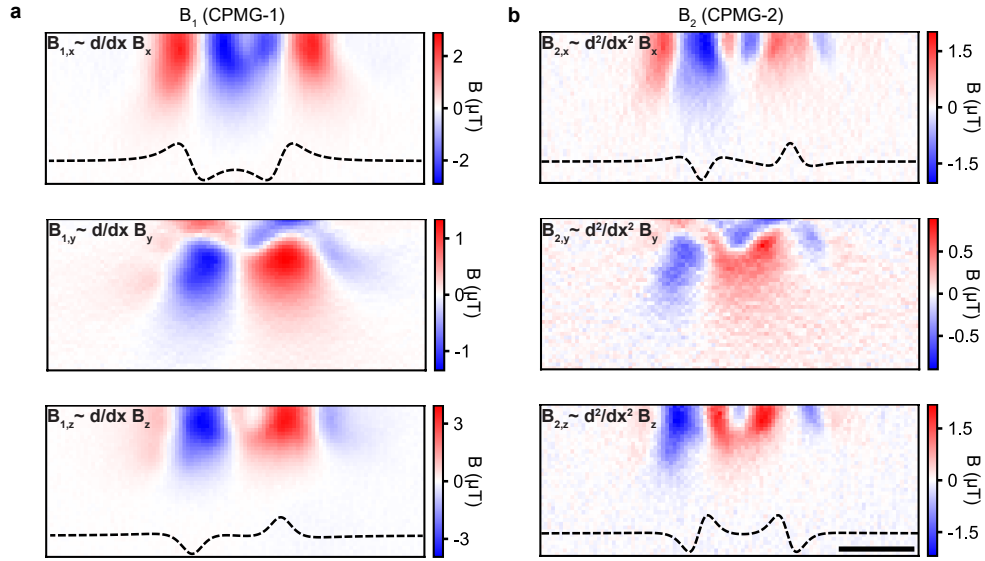 a
B₁ (CPMG-1)
B₁,ₓ ~ d/dx Bₓ
2
0
-2
B (μT)
B₁,y ~ d/dx By
1
0
-1
B (μT)
B₁,z ~ d/dx Bz
3
0
-3
B (μT)
b
B₂ (CPMG-2)
B₂,ₓ ~ d²/dx² Bₓ
1.5
0
-1.5
B (μT)
B₂,y ~ d²/dx² By
0.5
0
-0.5
B (μT)
B₂,z ~ d²/dx² Bz
1.5
0
-1.5
B (μT)